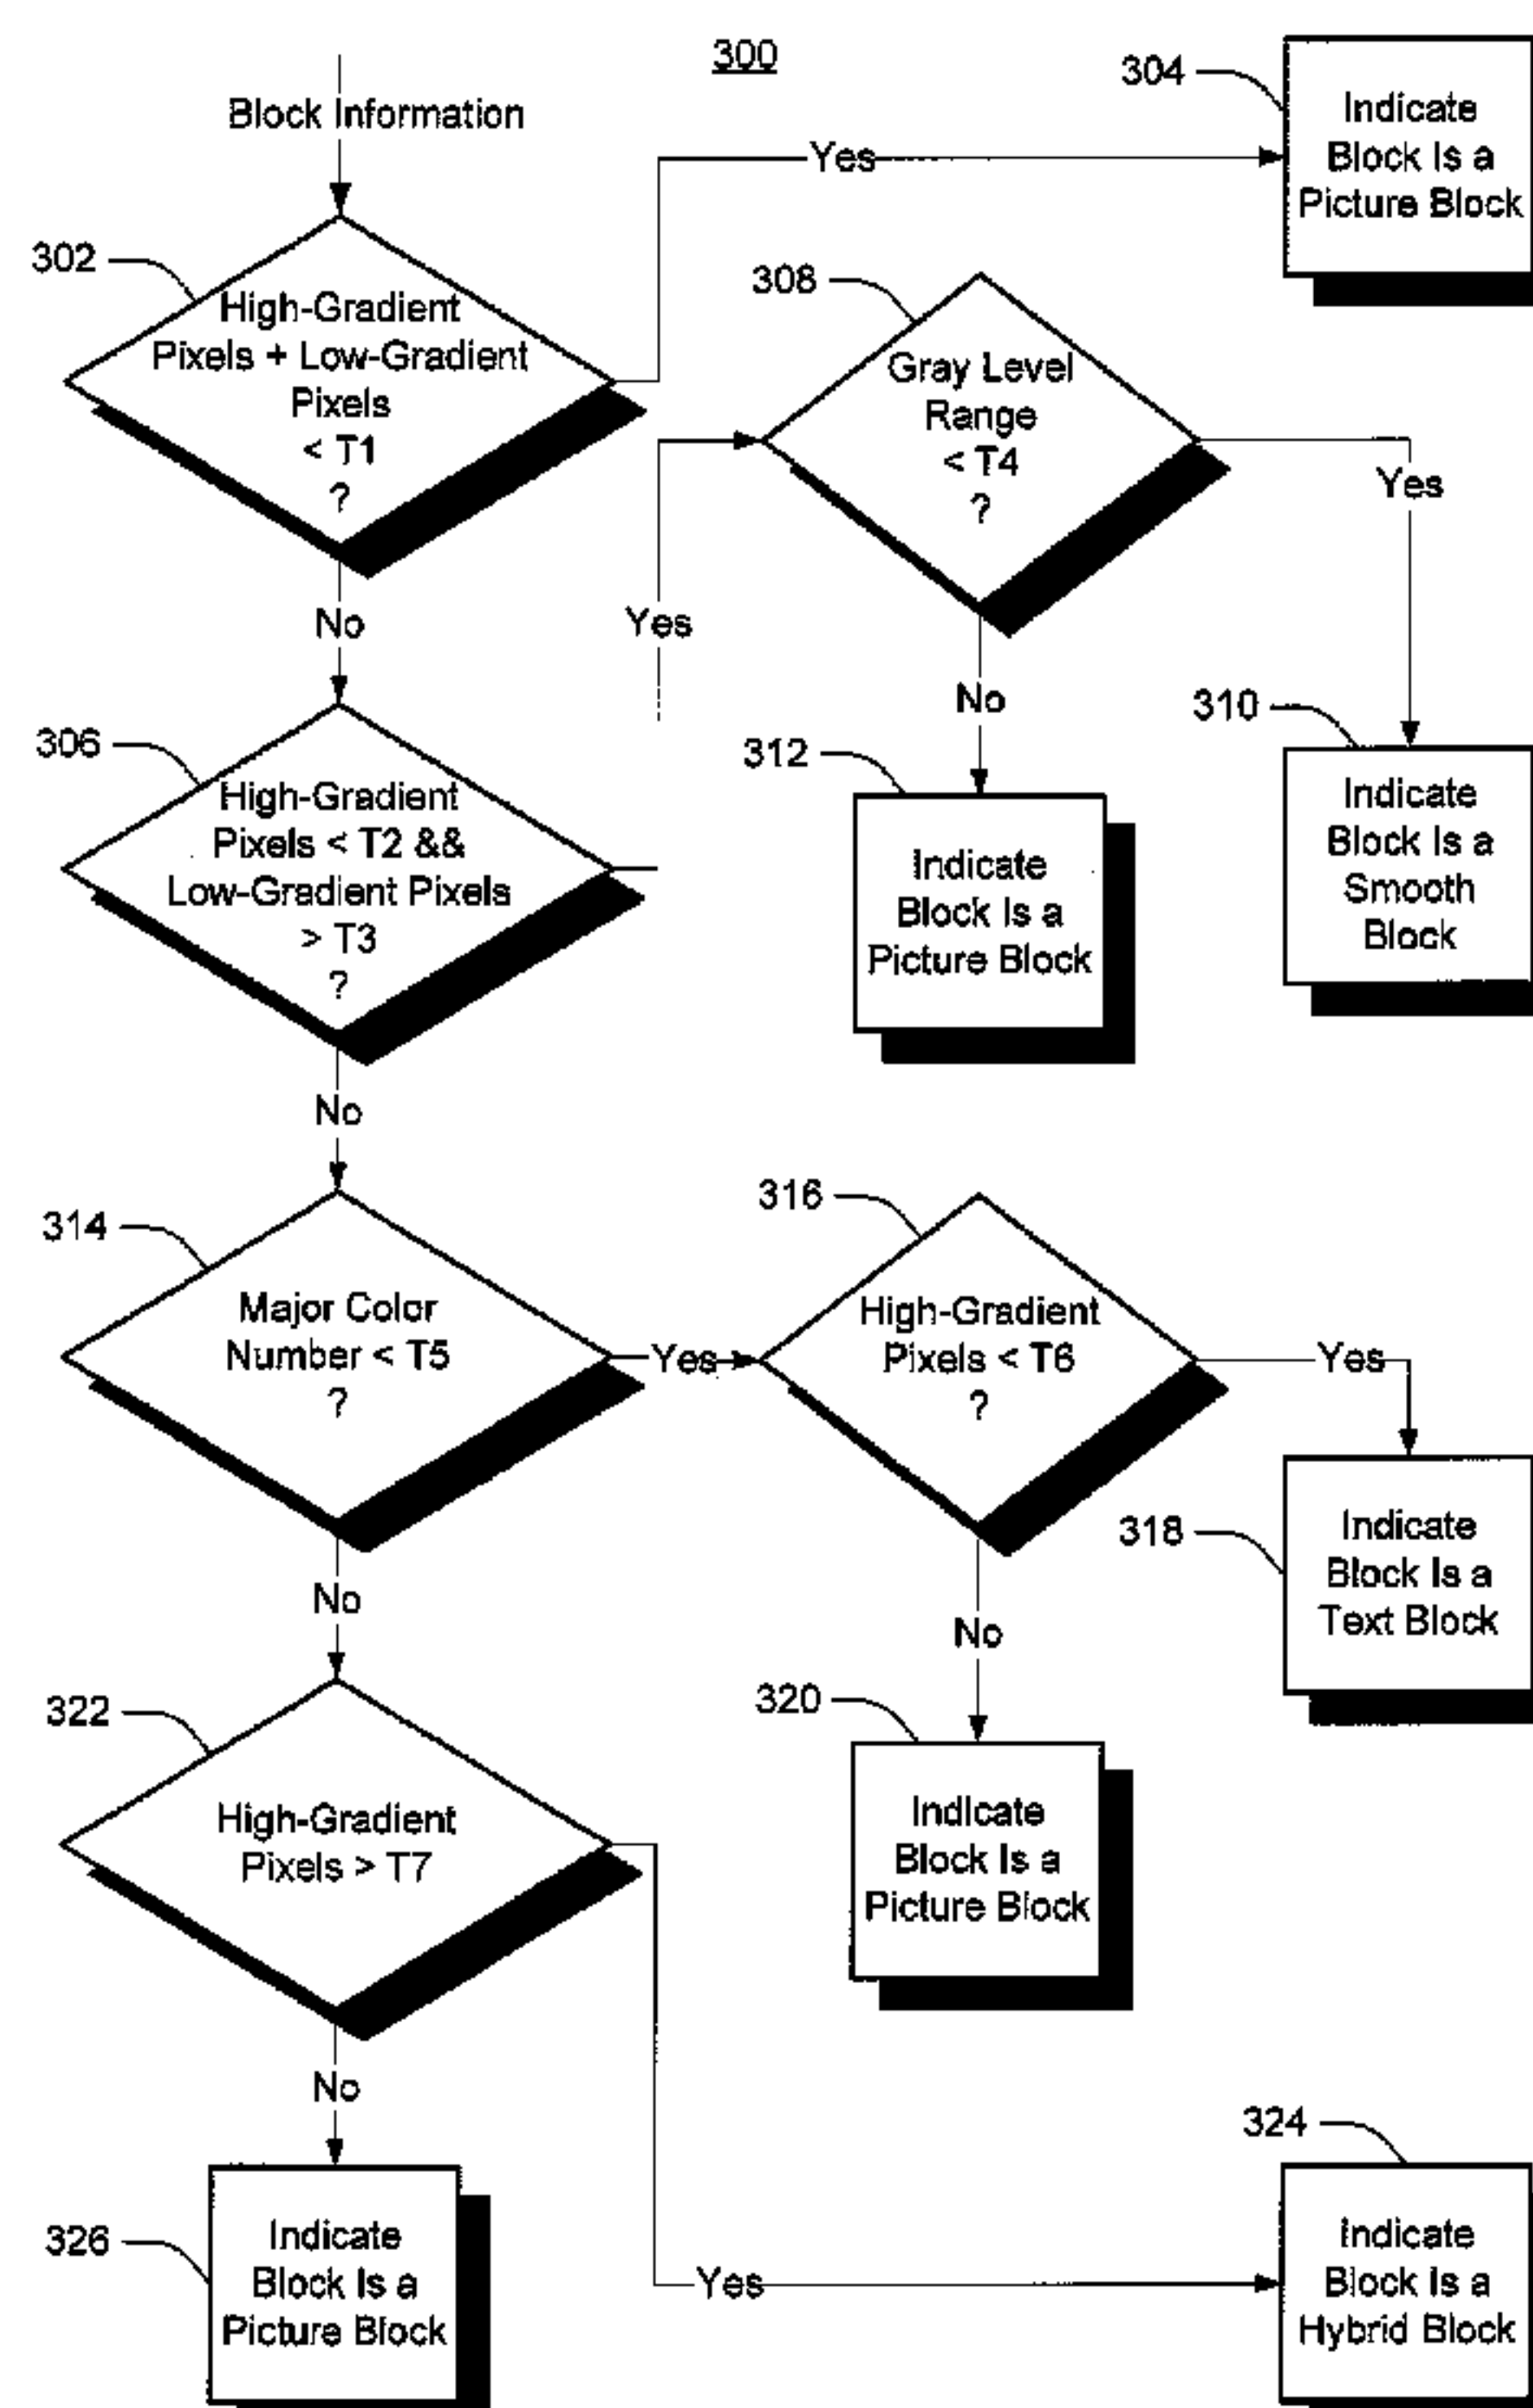 300
Block Information
Yes
304
Indicate
Block Is a
Picture Block
302
High-Gradient
Pixels + Low-Gradient
Pixels
< T1
?
308
Gray Level
Range
< T4
?
Yes
No
Yes
No
306
High-Gradient
Pixels < T2 &&
Low-Gradient Pixels
> T3
?
312
Indicate
Block Is a
Picture Block
310
Indicate
Block Is a
Smooth
Block
No
314
Major Color
Number < T5
?
Yes
316
High-Gradient
Pixels < T6
?
Yes
318
Indicate
Block Is a
Text Block
No
No
320
Indicate
Block Is a
Picture Block
322
High-Gradient
Pixels > T7
No
Yes
326
Indicate
Block Is a
Picture Block
324
Indicate
Block Is a
Hybrid Block